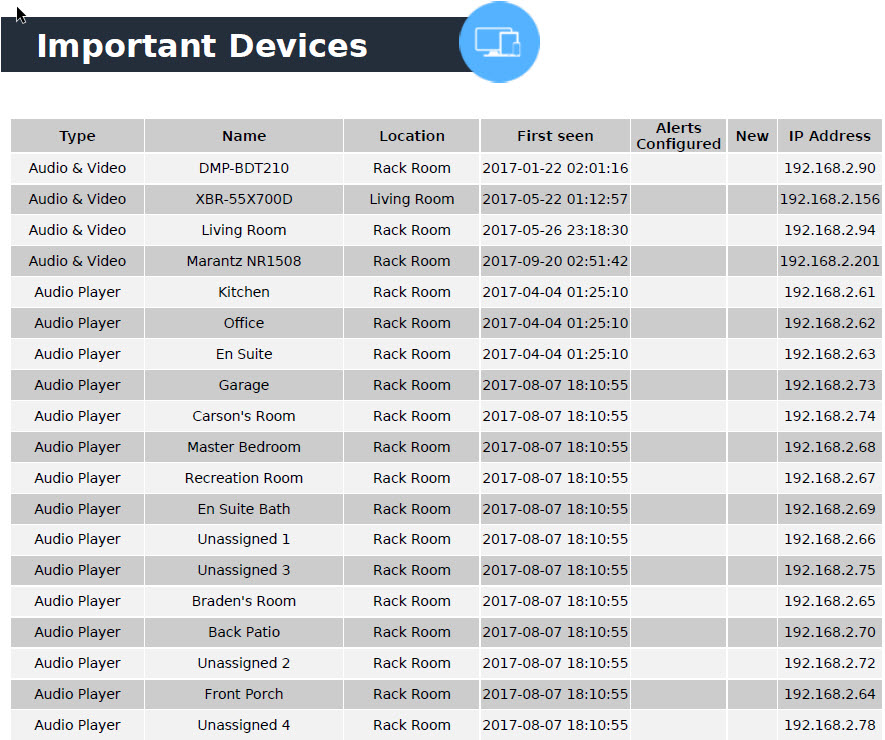 Important Devices
Type Name Location First seen Alerts Configured New IP Address
Audio & Video DMP-BDT210 Rack Room 2017-01-22 02:01:16 192.168.2.90
Audio & Video XBR-55X700D Living Room 2017-05-22 01:12:57 192.168.2.156
Audio & Video Living Room Rack Room 2017-05-26 23:18:30 192.168.2.94
Audio & Video Marantz NR1508 Rack Room 2017-09-20 02:51:42 192.168.2.201
Audio Player Kitchen Rack Room 2017-04-04 01:25:10 192.168.2.61
Audio Player Office Rack Room 2017-04-04 01:25:10 192.168.2.62
Audio Player En Suite Rack Room 2017-04-04 01:25:10 192.168.2.63
Audio Player Garage Rack Room 2017-08-07 18:10:55 192.168.2.73
Audio Player Carson's Room Rack Room 2017-08-07 18:10:55 192.168.2.74
Audio Player Master Bedroom Rack Room 2017-08-07 18:10:55 192.168.2.68
Audio Player Recreation Room Rack Room 2017-08-07 18:10:55 192.168.2.67
Audio Player En Suite Bath Rack Room 2017-08-07 18:10:55 192.168.2.69
Audio Player Unassigned 1 Rack Room 2017-08-07 18:10:55 192.168.2.66
Audio Player Unassigned 3 Rack Room 2017-08-07 18:10:55 192.168.2.75
Audio Player Braden's Room Rack Room 2017-08-07 18:10:55 192.168.2.65
Audio Player Back Patio Rack Room 2017-08-07 18:10:55 192.168.2.70
Audio Player Unassigned 2 Rack Room 2017-08-07 18:10:55 192.168.2.72
Audio Player Front Porch Rack Room 2017-08-07 18:10:55 192.168.2.64
Audio Player Unassigned 4 Rack Room 2017-08-07 18:10:55 192.168.2.78